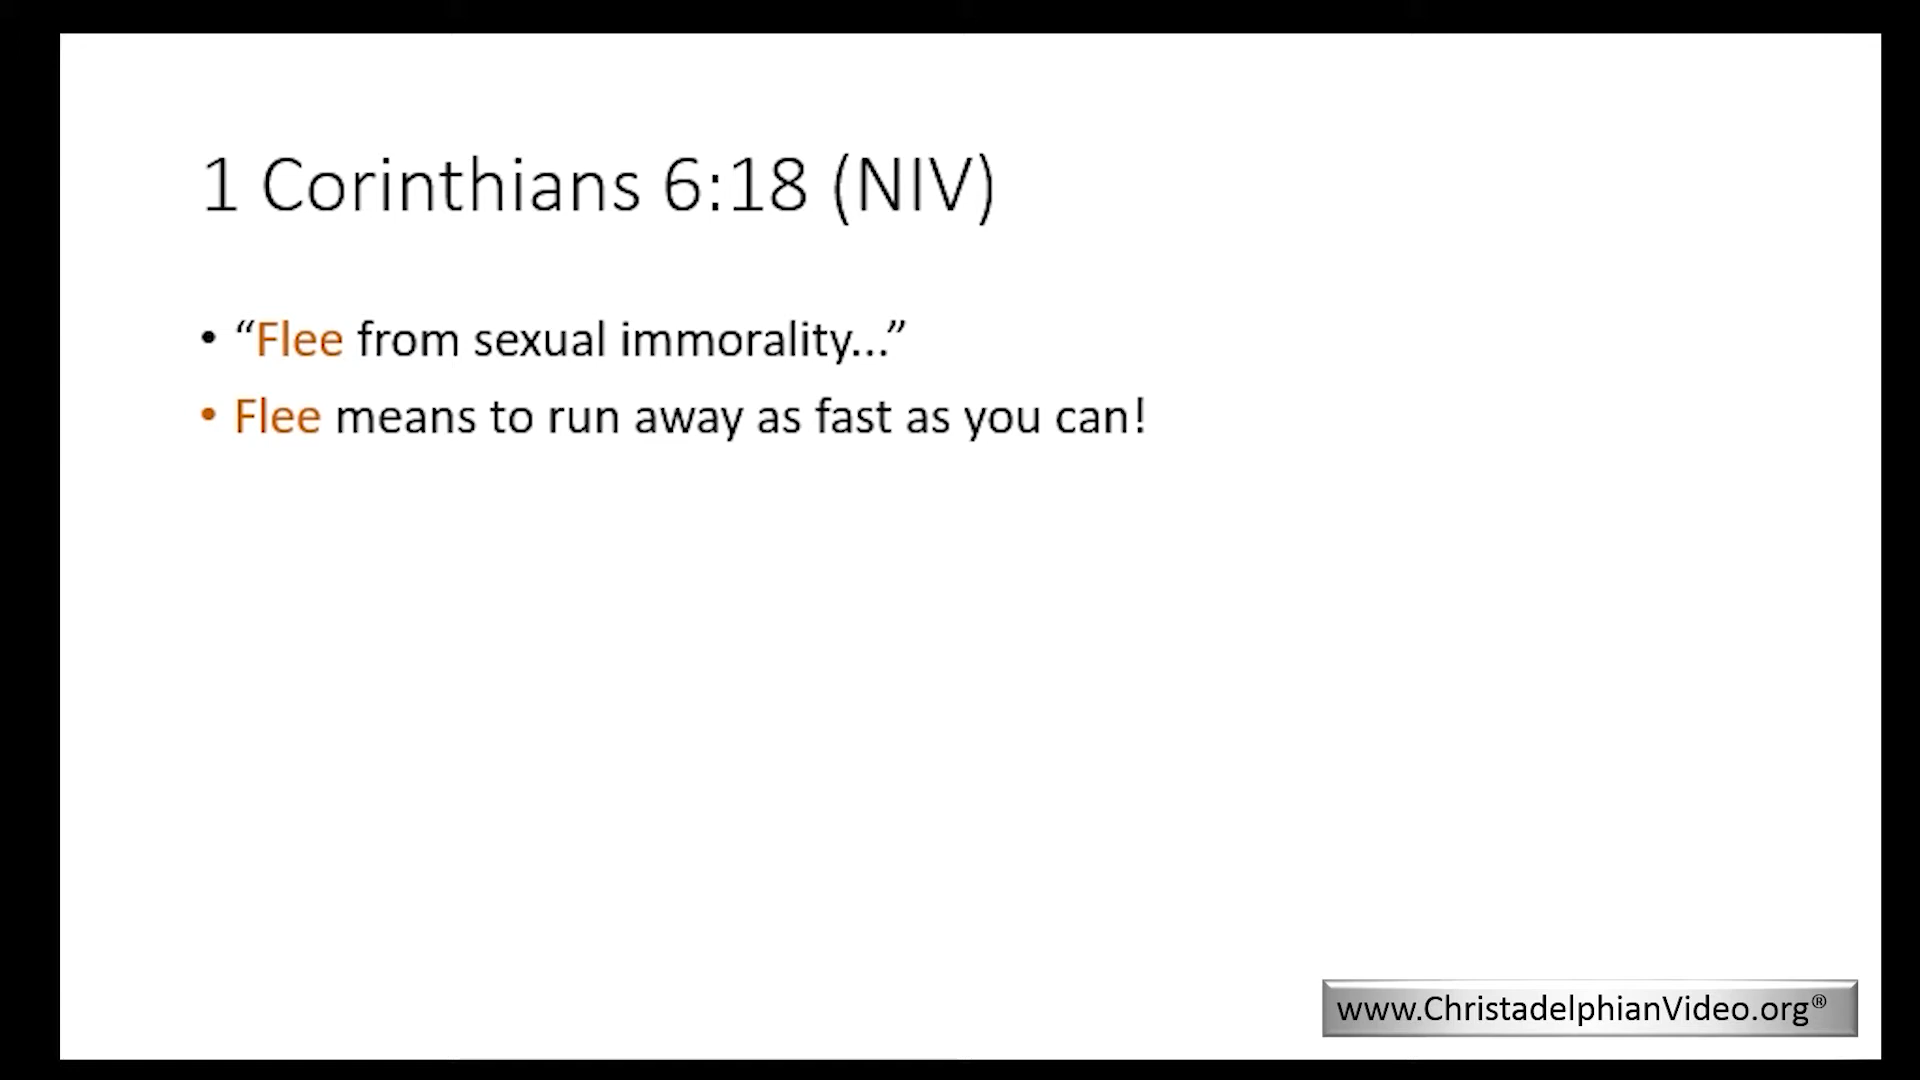 1 Corinthians 6:18 (NIV)
• “Flee from sexual immorality...”
• Flee means to run away as fast as you can!
www.ChristadelphianVideo.org®